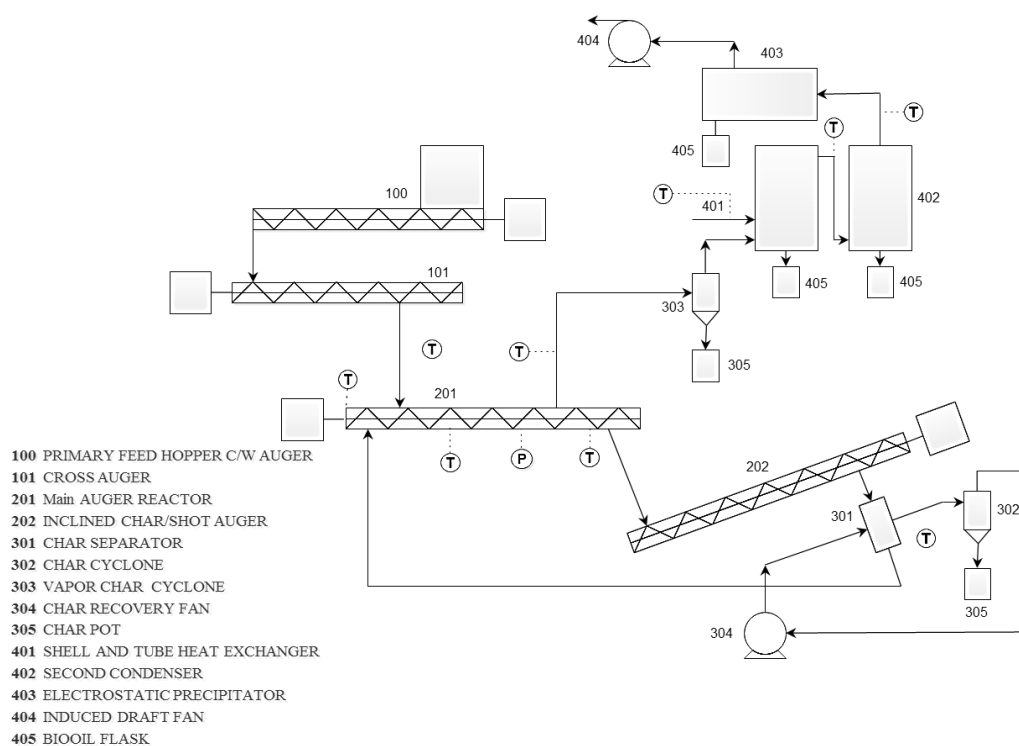 404
403
T
405
T
T
401
402
100
405
405
101
303
305
T
T
T
201
T
P
T
202
301
302
T
304
305
100 PRIMARY FEED HOPPER C/W AUGER
101 CROSS AUGER
201 Main AUGER REACTOR
202 INCLINED CHAR/SHOT AUGER
301 CHAR SEPARATOR
302 CHAR CYCLONE
303 VAPOR CHAR CYCLONE
304 CHAR RECOVERY FAN
305 CHAR POT
401 SHELL AND TUBE HEAT EXCHANGER
402 SECOND CONDENSER
403 ELECTROSTATIC PRECIPITATOR
404 INDUCED DRAFT FAN
405 BIOOIL FLASK